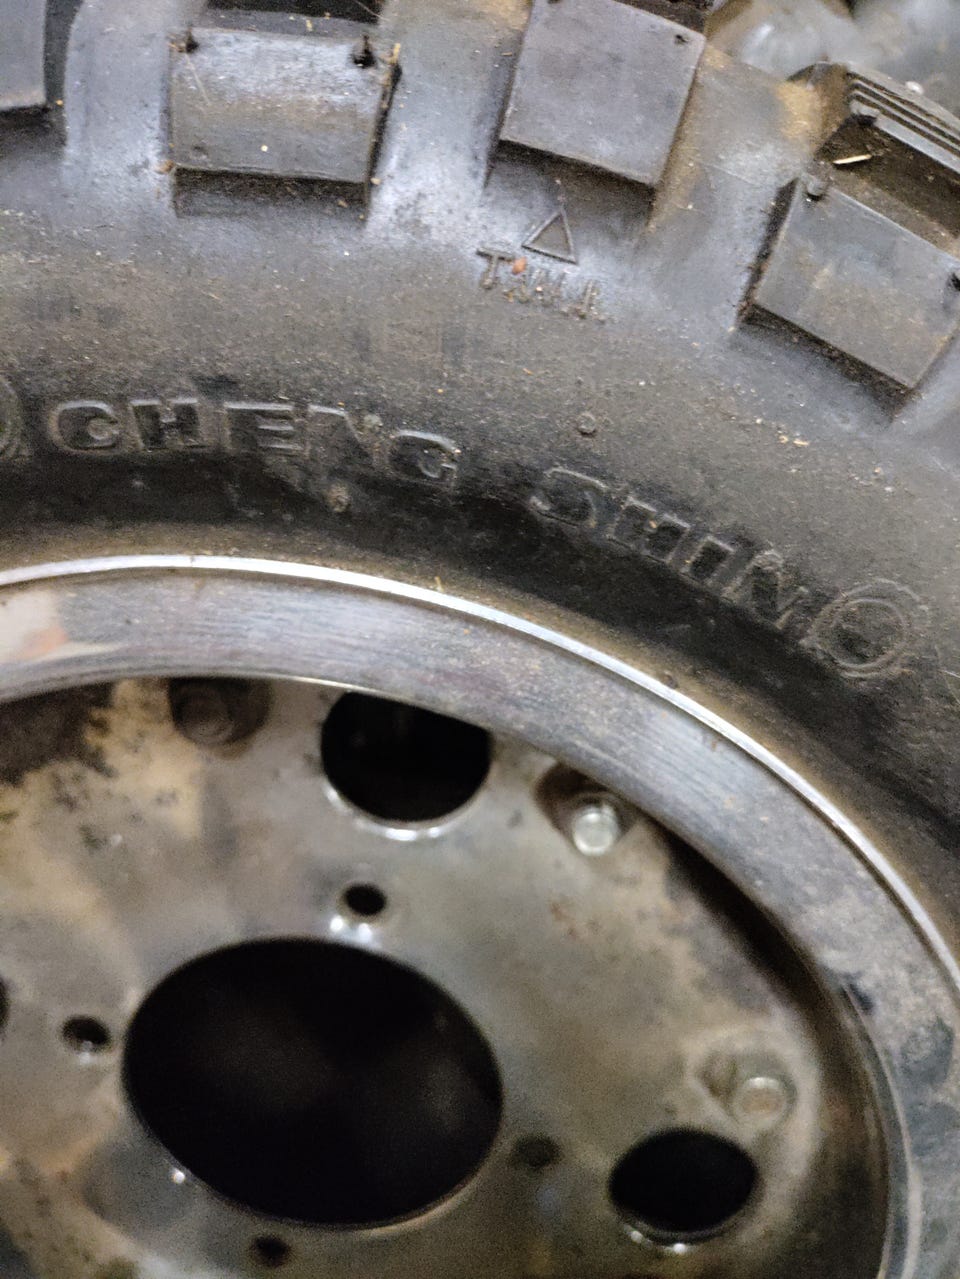 △
T.W.I.
CHENG SHIN